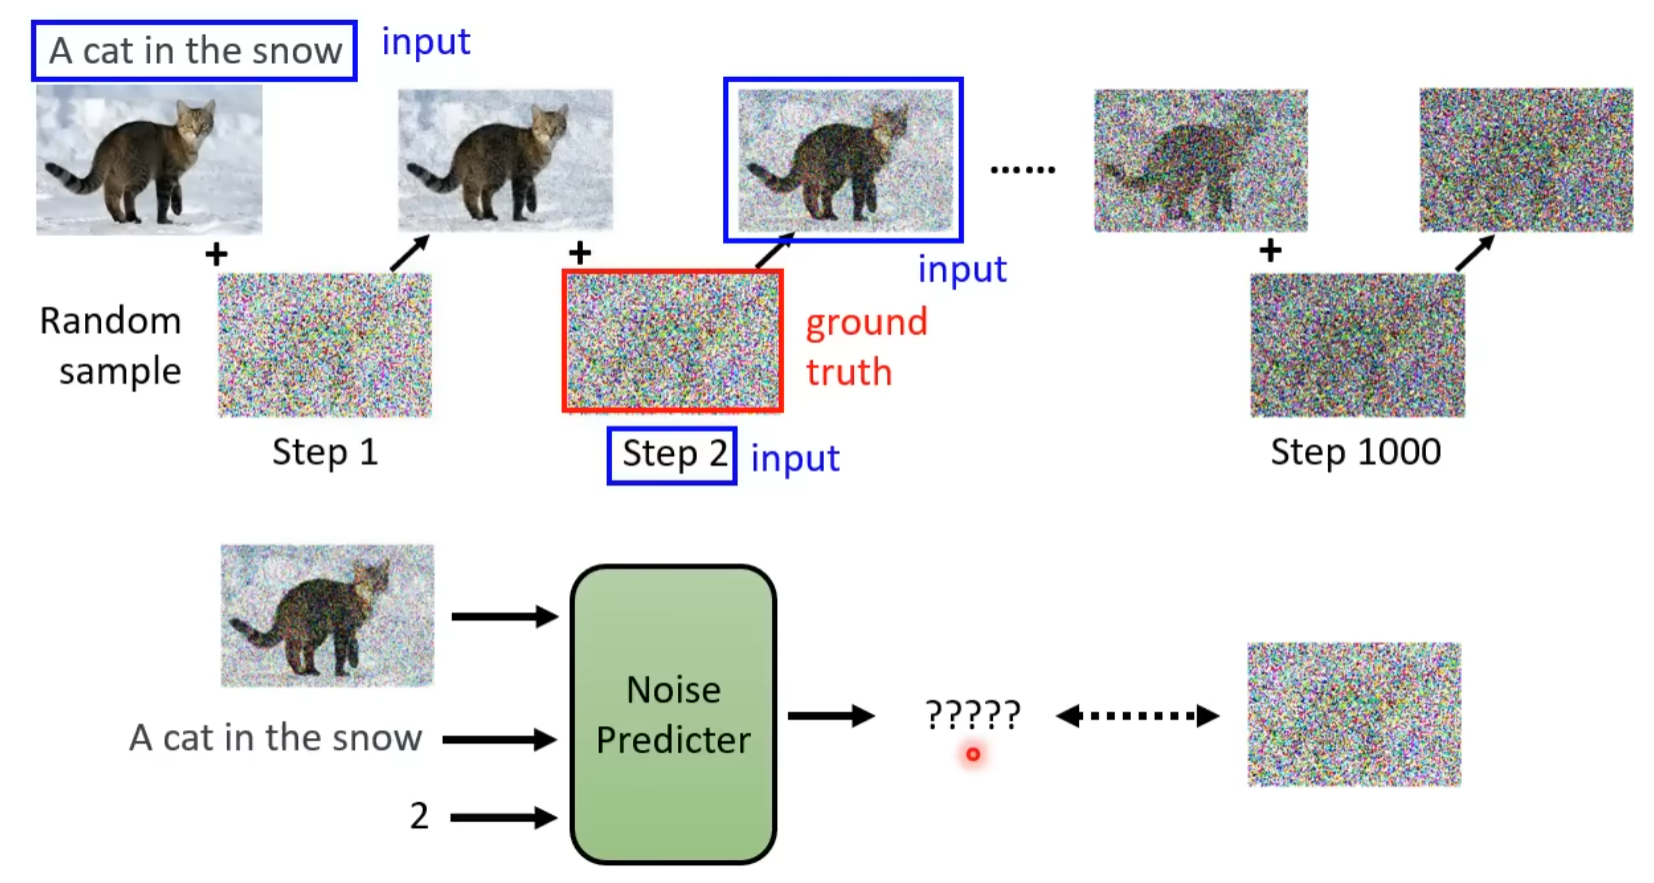 A cat in the snow
input
+
+
......
+
input
Random
sample
ground
truth
Step 1
Step 2
input
Step 1000
A cat in the snow
2
Noise
Predicter
?????